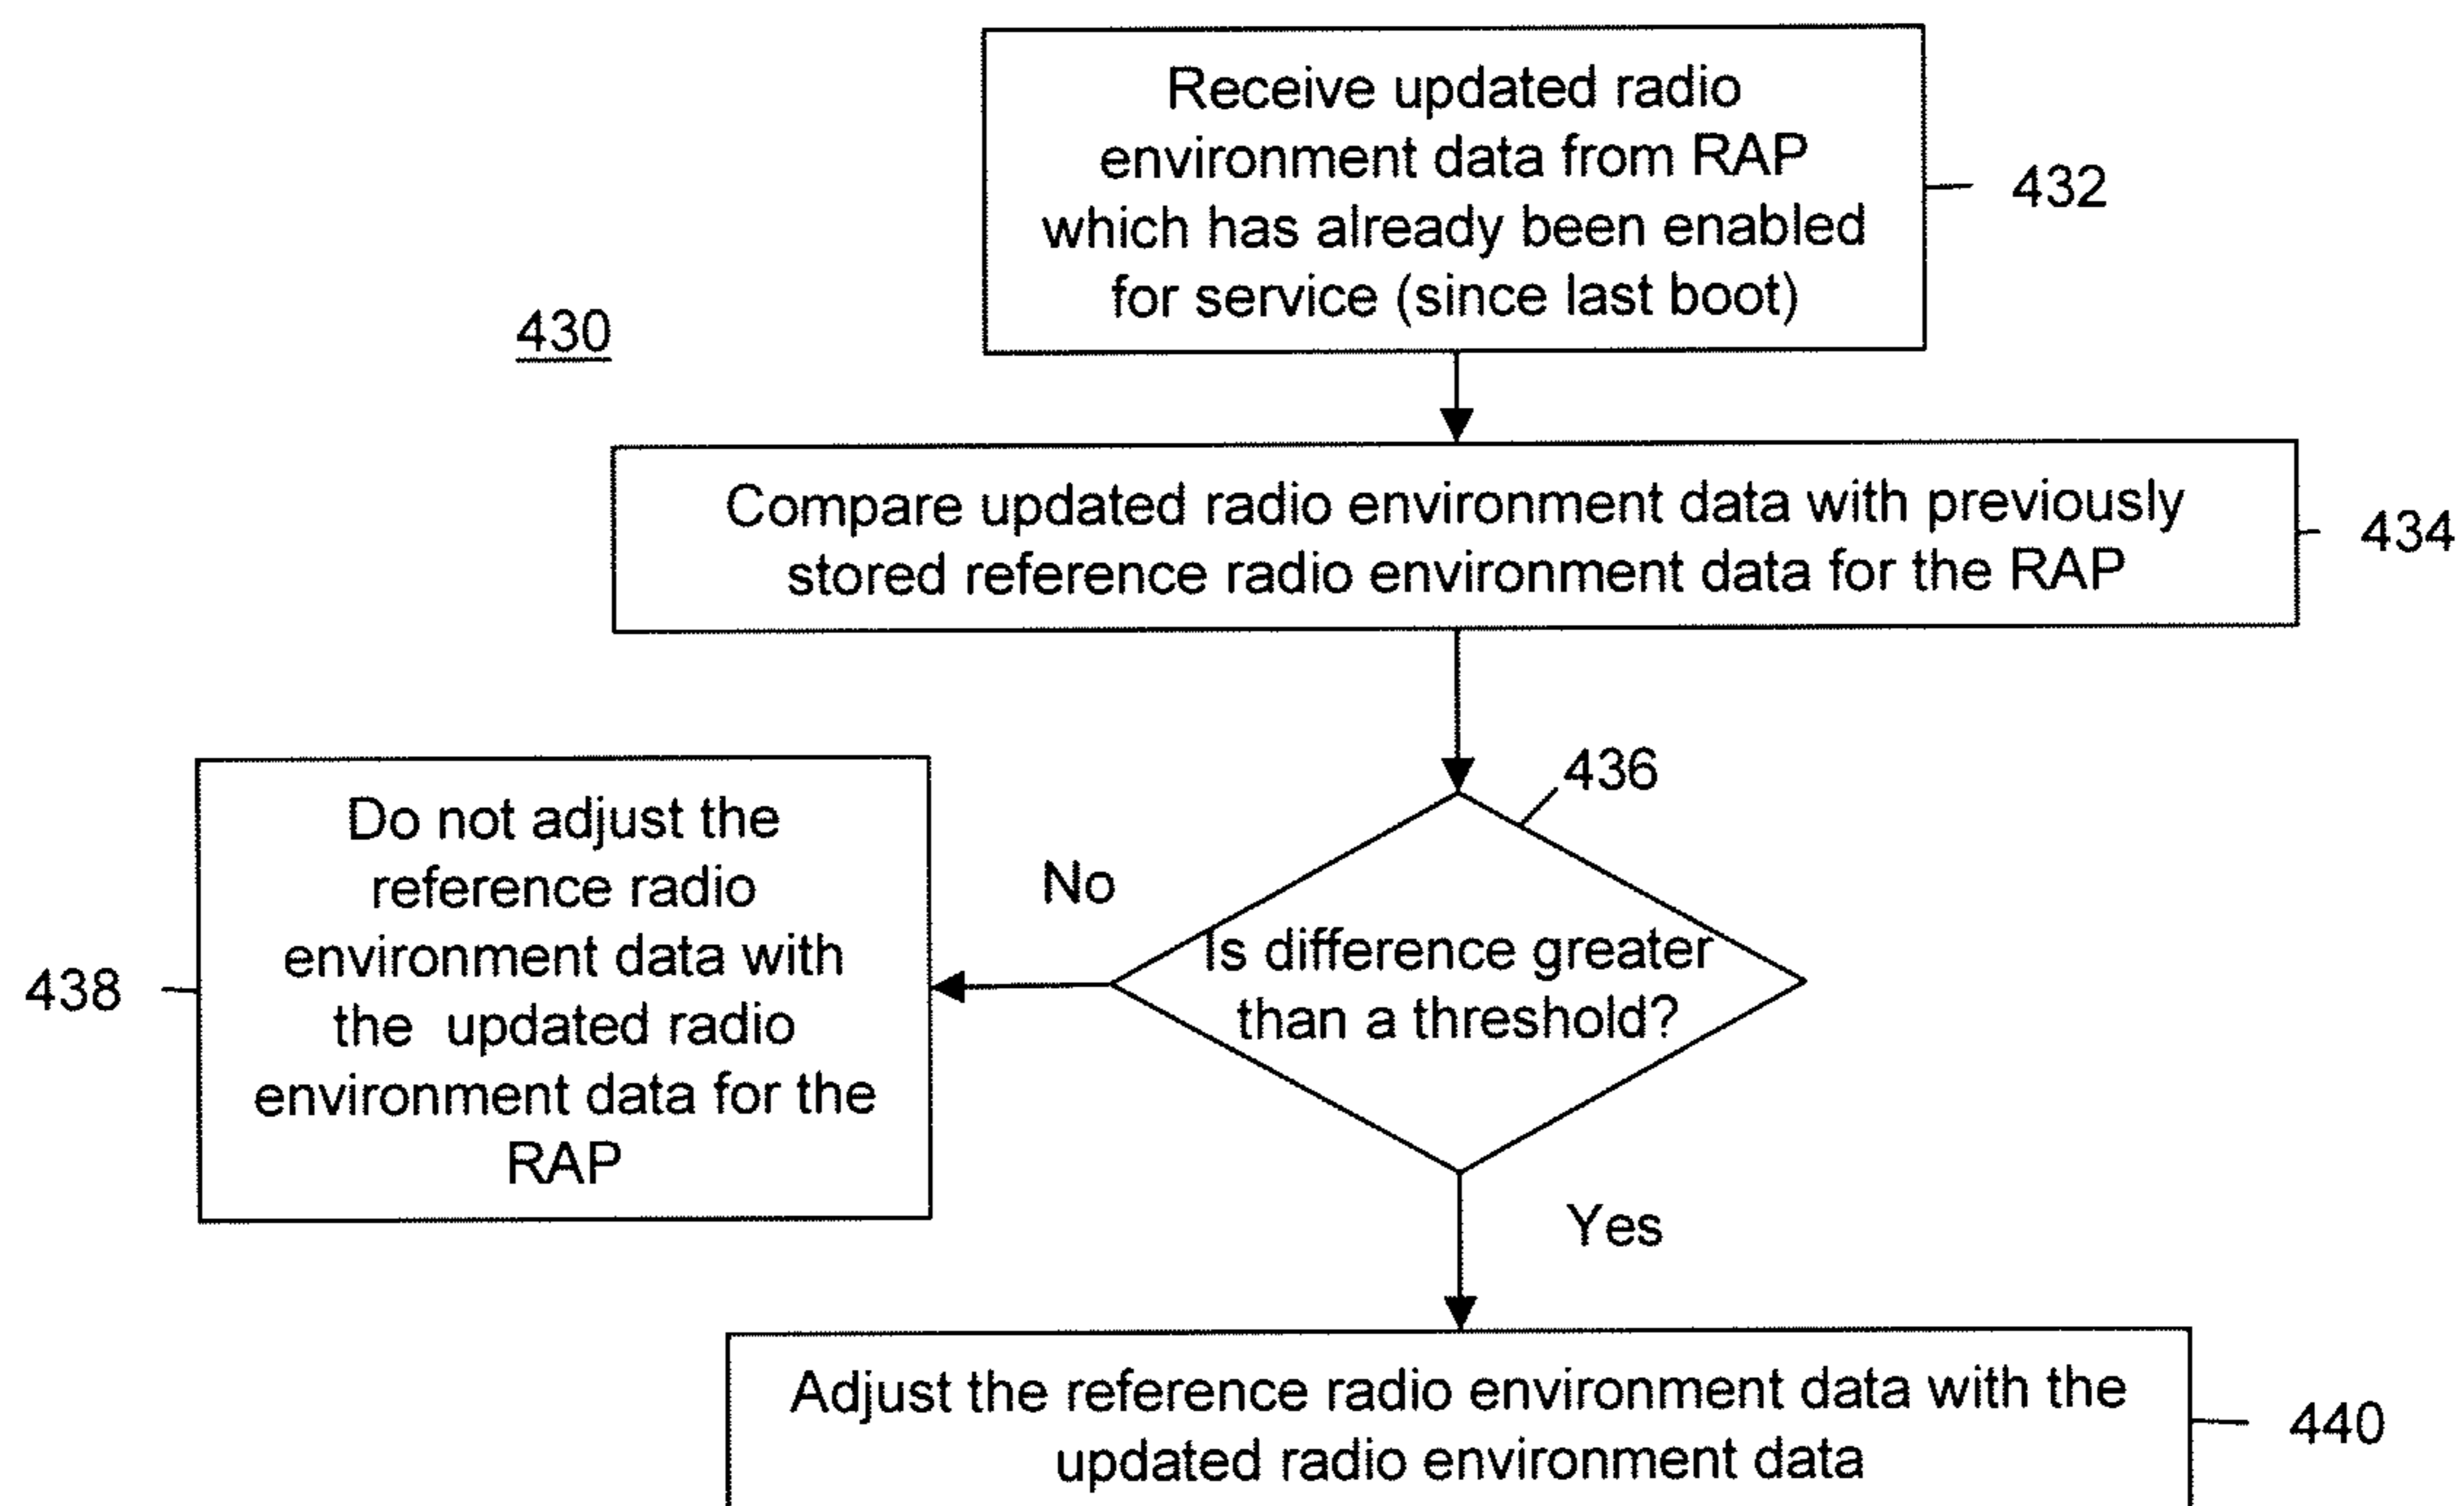 Receive updated radio
environment data from RAP
which has already been enabled
for service (since last boot)
432
430
Compare updated radio environment data with previously
stored reference radio environment data for the RAP
434
436
Do not adjust the
reference radio
environment data with
the updated radio
environment data for the
RAP
438
No
Is difference greater
than a threshold?
Yes
Adjust the reference radio environment data with the
updated radio environment data
440